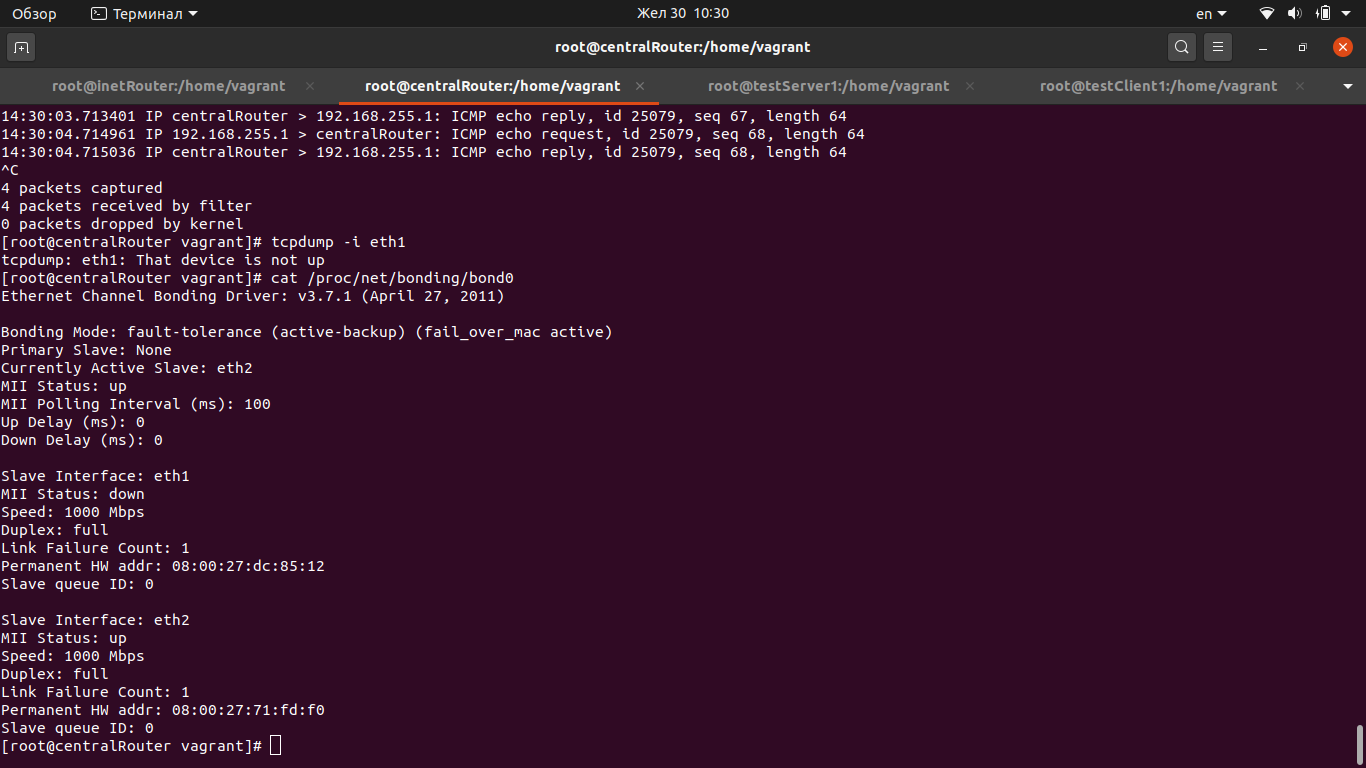 Обзор
Терминал
Жел 30 10:30
en
root@centralRouter:/home/vagrant
root@inetRouter:/home/vagrant
root@centralRouter:/home/vagrant
root@testServer1:/home/vagrant
root@testClient1:/home/vagrant
14:30:03.713401 IP centralRouter > 192.168.255.1: ICMP echo reply, id 25079, seq 67, length 64
14:30:04.714961 IP 192.168.255.1 > centralRouter: ICMP echo request, id 25079, seq 68, length 64
14:30:04.715036 IP centralRouter > 192.168.255.1: ICMP echo reply, id 25079, seq 68, length 64
^C
4 packets captured
4 packets received by filter
0 packets dropped by kernel
[root@centralRouter vagrant]# tcpdump -i eth1
tcpdump: eth1: That device is not up
[root@centralRouter vagrant]# cat /proc/net/bonding/bond0
Ethernet Channel Bonding Driver: v3.7.1 (April 27, 2011)

Bonding Mode: fault-tolerance (active-backup) (fail_over_mac active)
Primary Slave: None
Currently Active Slave: eth2
MII Status: up
MII Polling Interval (ms): 100
Up Delay (ms): 0
Down Delay (ms): 0

Slave Interface: eth1
MII Status: down
Speed: 1000 Mbps
Duplex: full
Link Failure Count: 1
Permanent HW addr: 08:00:27:dc:85:12
Slave queue ID: 0

Slave Interface: eth2
MII Status: up
Speed: 1000 Mbps
Duplex: full
Link Failure Count: 1
Permanent HW addr: 08:00:27:71:fd:f0
Slave queue ID: 0
[root@centralRouter vagrant]#